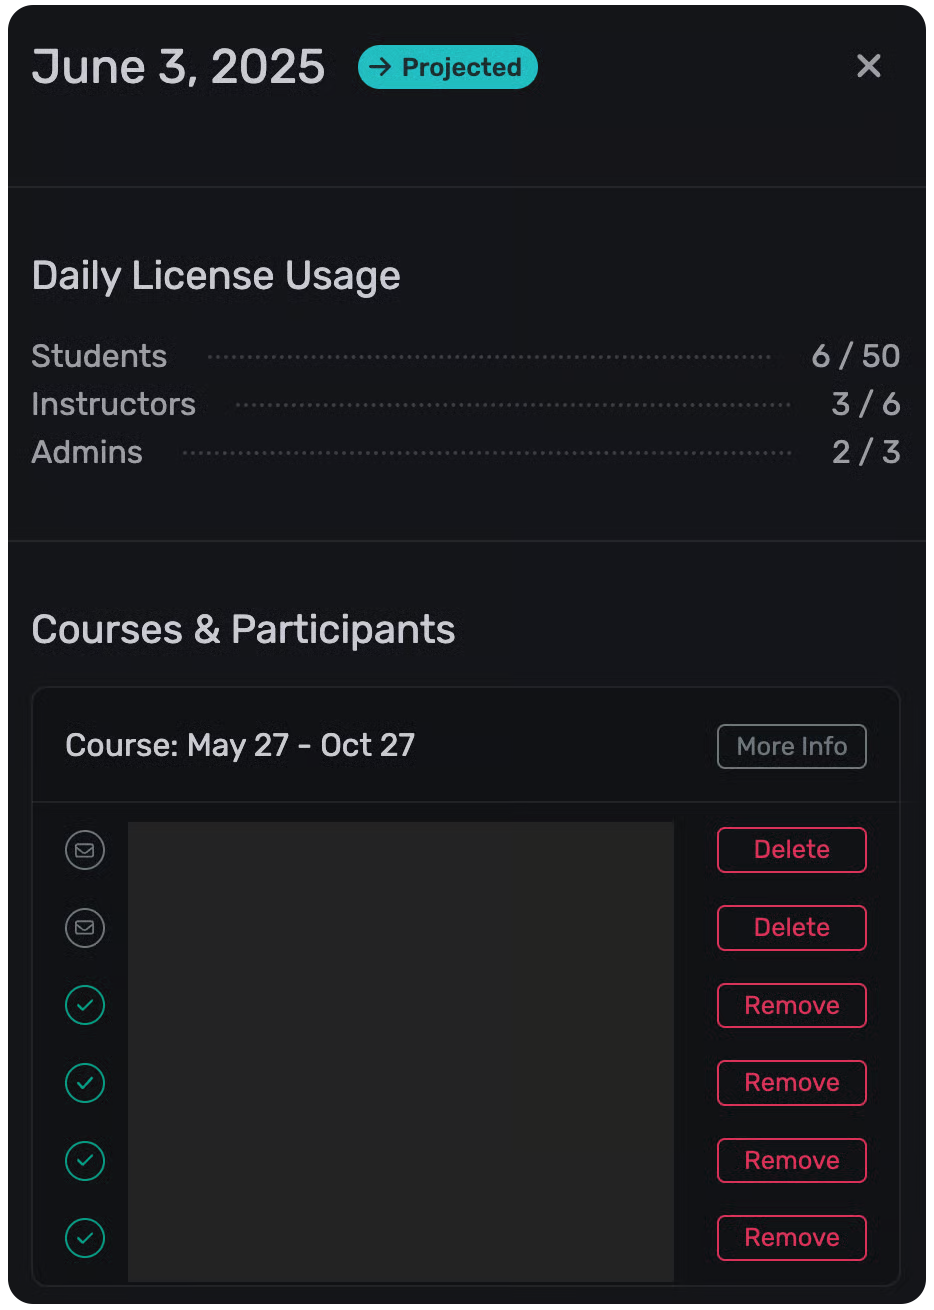 June 3, 2025 → Projected ×
Daily License Usage
Students 6 / 50
Instructors 3 / 6
Admins 2 / 3
Courses & Participants
Course: May 27 - Oct 27 More Info
Delete
Delete
Remove
Remove
Remove
Remove